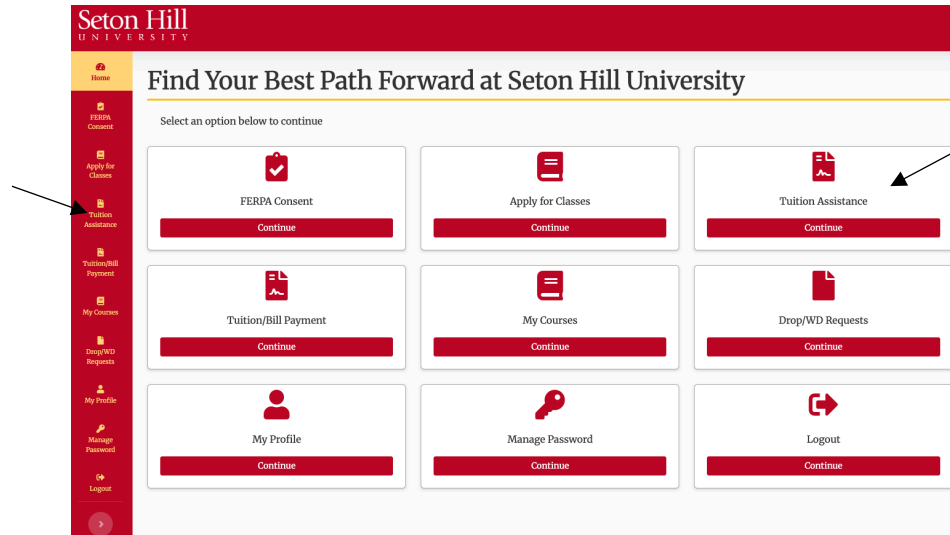 Seton Hill
UNIVERSITY
Home
FERPA
Consent
Apply for
Classes
Tuition
Assistance
Tuition/Bill
Payment
My Courses
Drop/WD
Requests
My Profile
Manage
Password
Logout
Find Your Best Path Forward at Seton Hill University
Select an option below to continue
FERPA Consent
Continue
Apply for Classes
Continue
Tuition Assistance
Continue
Tuition/Bill Payment
Continue
My Courses
Continue
Drop/WD Requests
Continue
My Profile
Continue
Manage Password
Continue
Logout
Continue